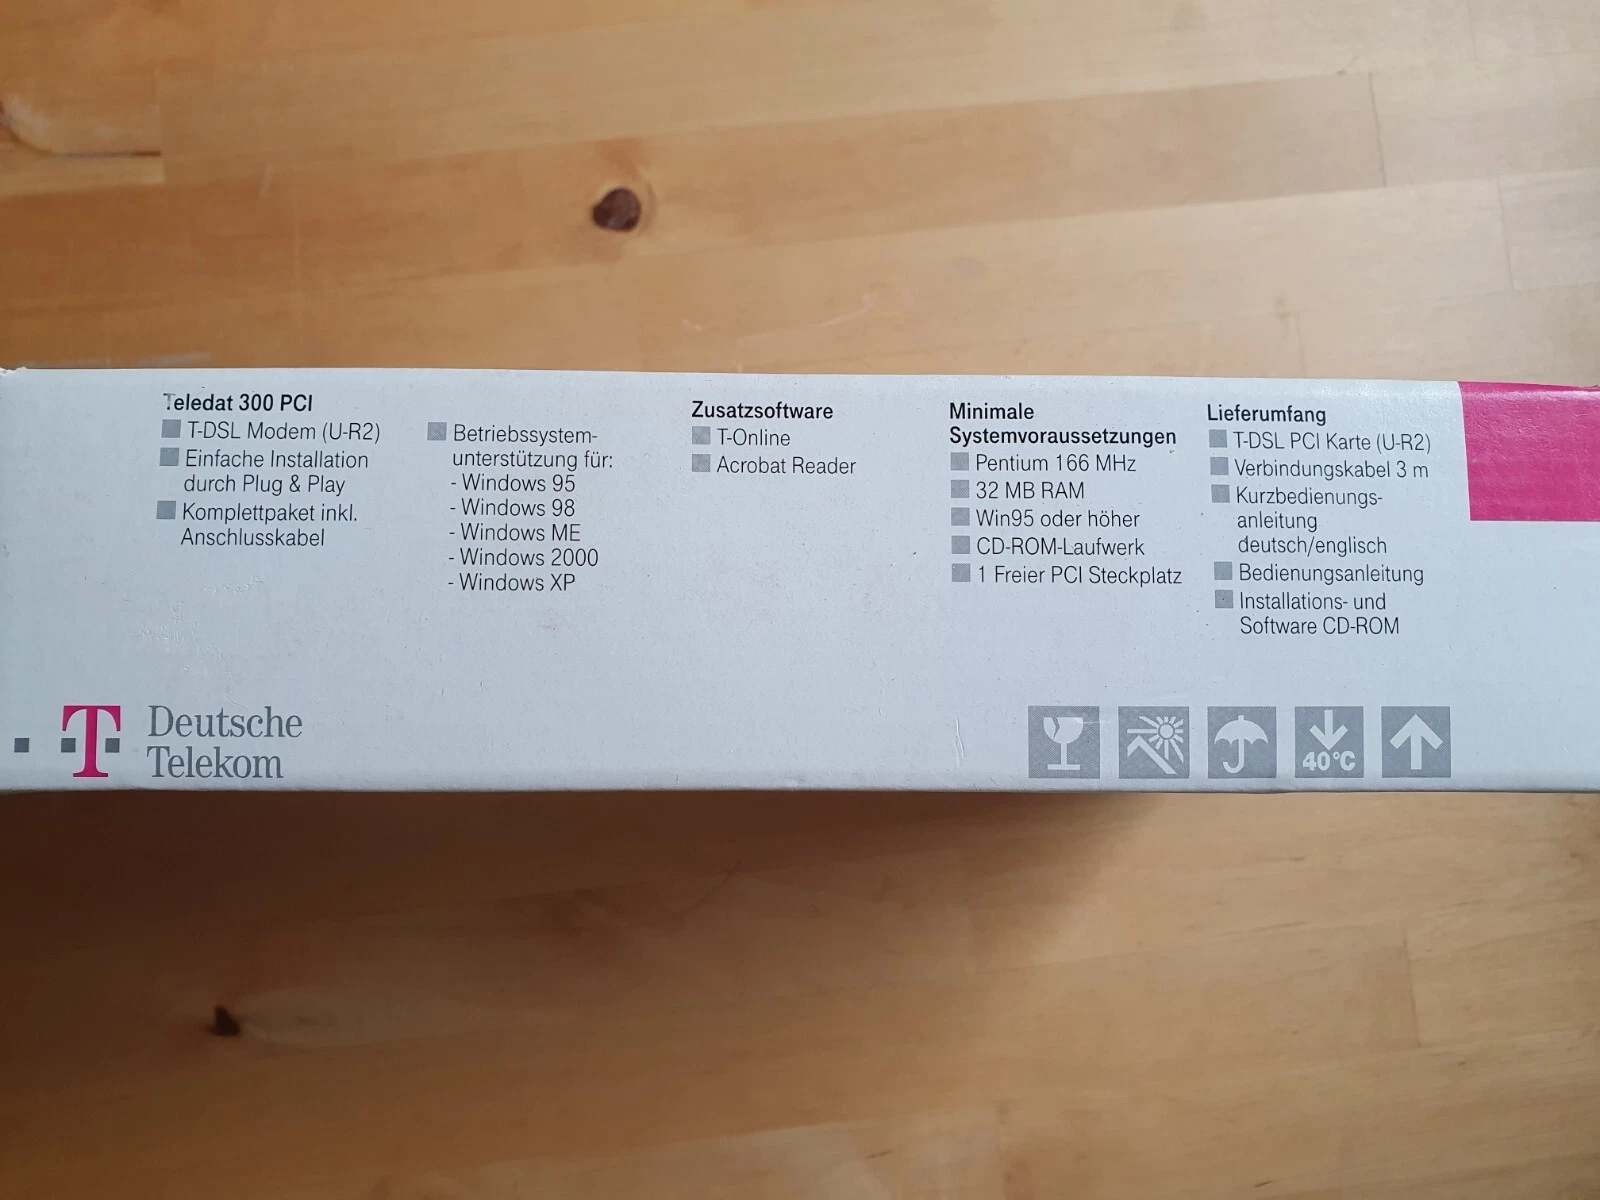 Teledat 300 PCI
T-DSL Modem (U-R2)
Einfache Installation
durch Plug & Play
Komplettpaket inkl.
Anschlusskabel
Betriebssystem-
unterstützung für:
- Windows 95
- Windows 98
- Windows ME
- Windows 2000
- Windows XP
Zusatzsoftware
T-Online
Acrobat Reader
Minimale
Systemvoraussetzungen
Pentium 166 MHz
32 MB RAM
Win95 oder höher
CD-ROM-Laufwerk
1 Freier PCI Steckplatz
Lieferumfang
T-DSL PCI Karte (U-R2)
Verbindungskabel 3 m
Kurzbedienungs-
anleitung
deutsch/englisch
Bedienungsanleitung
Installations- und
Software CD-ROM
T Deutsche
Telekom
40°C